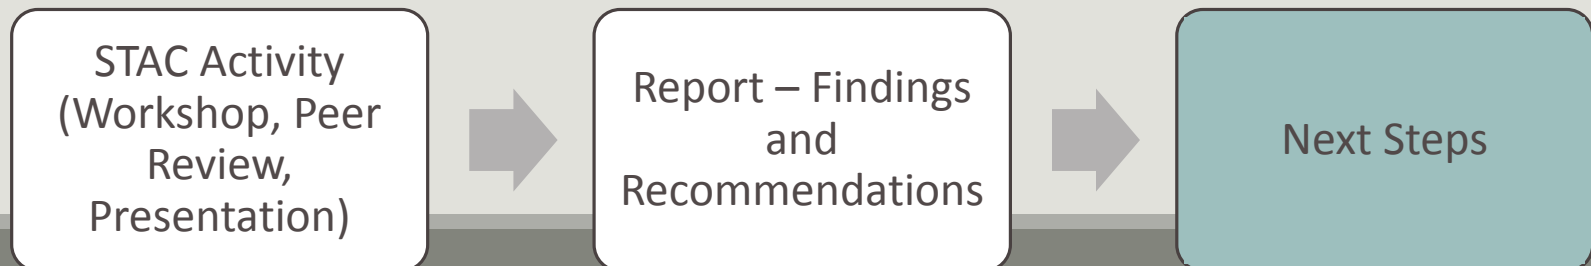 STAC Activity
(Workshop, Peer
Review,
Presentation)
Report – Findings
and
Recommendations
Next Steps